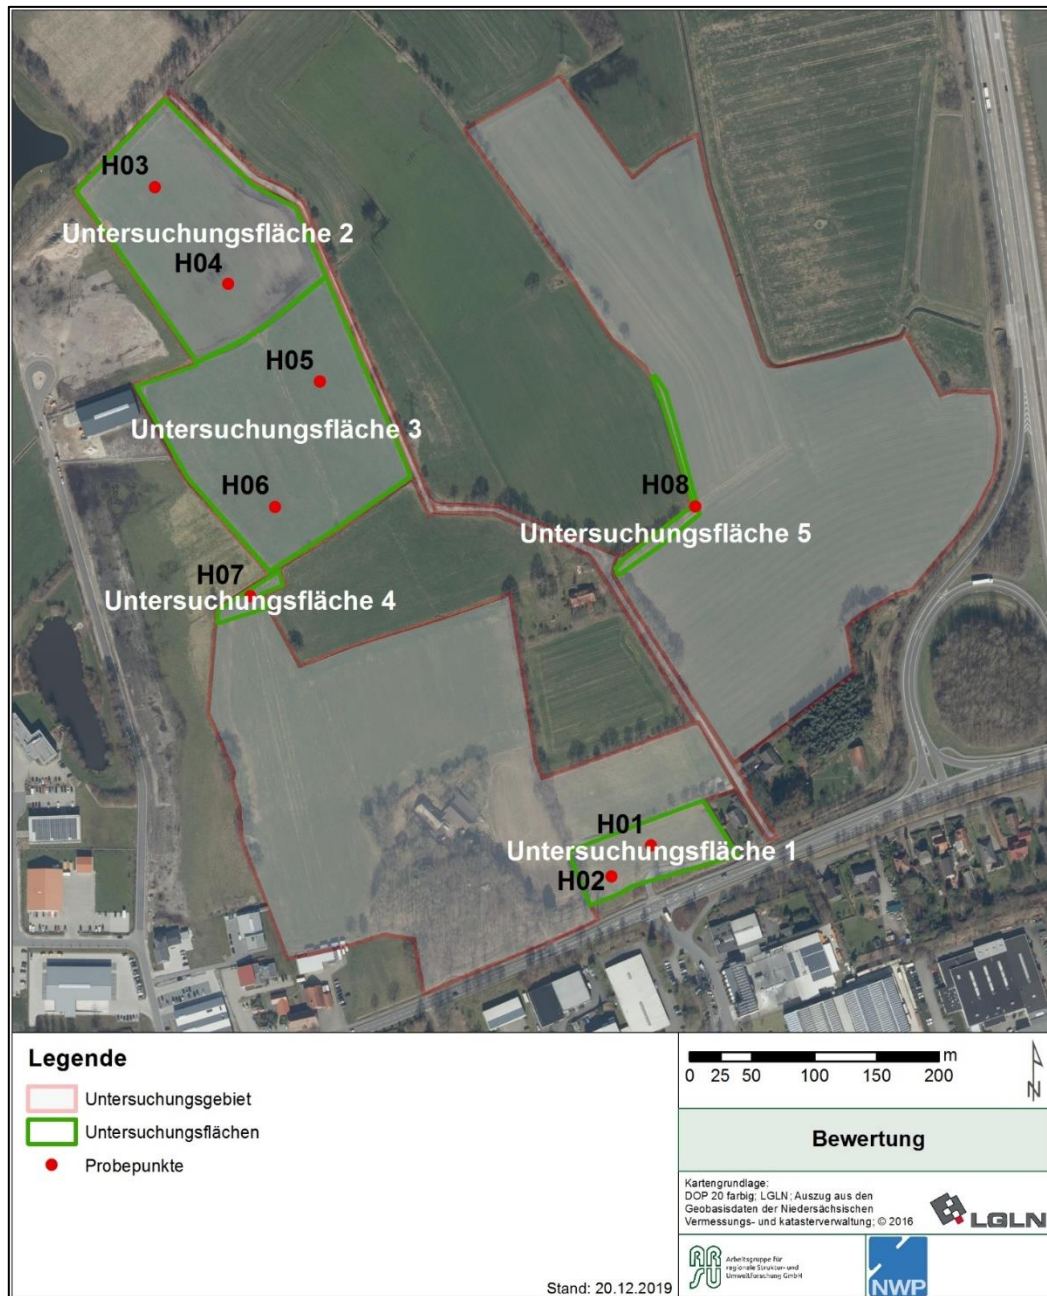 H03
Untersuchungsfläche 2
H04
H05
Untersuchungsfläche 3
H06
H08
Untersuchungsfläche 5
H07
Untersuchungsfläche 4
H01
Untersuchungsfläche 1
H02
Legende
Untersuchungsgebiet
Untersuchungsflächen
Probepunkte
Stand: 20.12.2019
m
0 25 50 100 150 200
N
Bewertung
Kartengrundlage:
DOP 20 farbig; LGLN; Auszug aus den
Geobasisdaten der Niedersächsischen
Vermessungs- und katasterverwaltung; © 2016
LGLN
ARSU
Arbeitsgruppe für
regionale Struktur- und
Umweltforschung GmbH
NWP